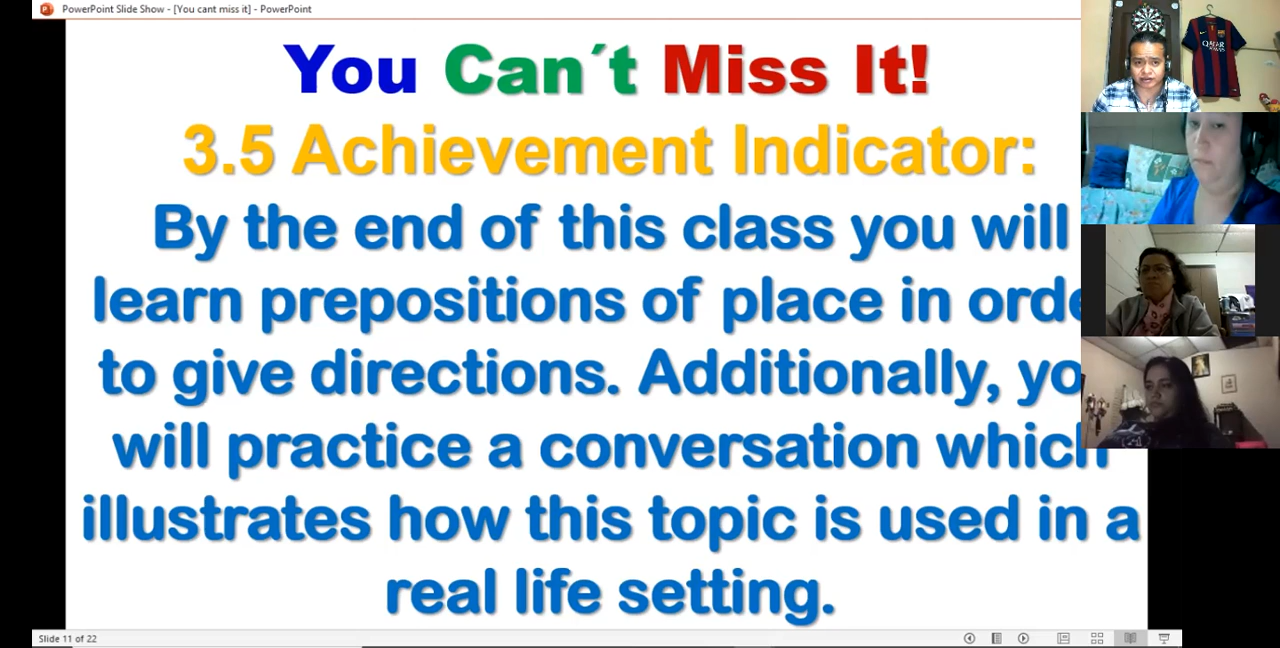 PowerPoint Slide Show - [You cant miss it] - PowerPoint
You Can´t Miss It!
3.5 Achievement Indicator:
By the end of this class you will
learn prepositions of place in orde
to give directions. Additionally, yo
will practice a conversation which
illustrates how this topic is used in a
real life setting.
Slide 11 of 22